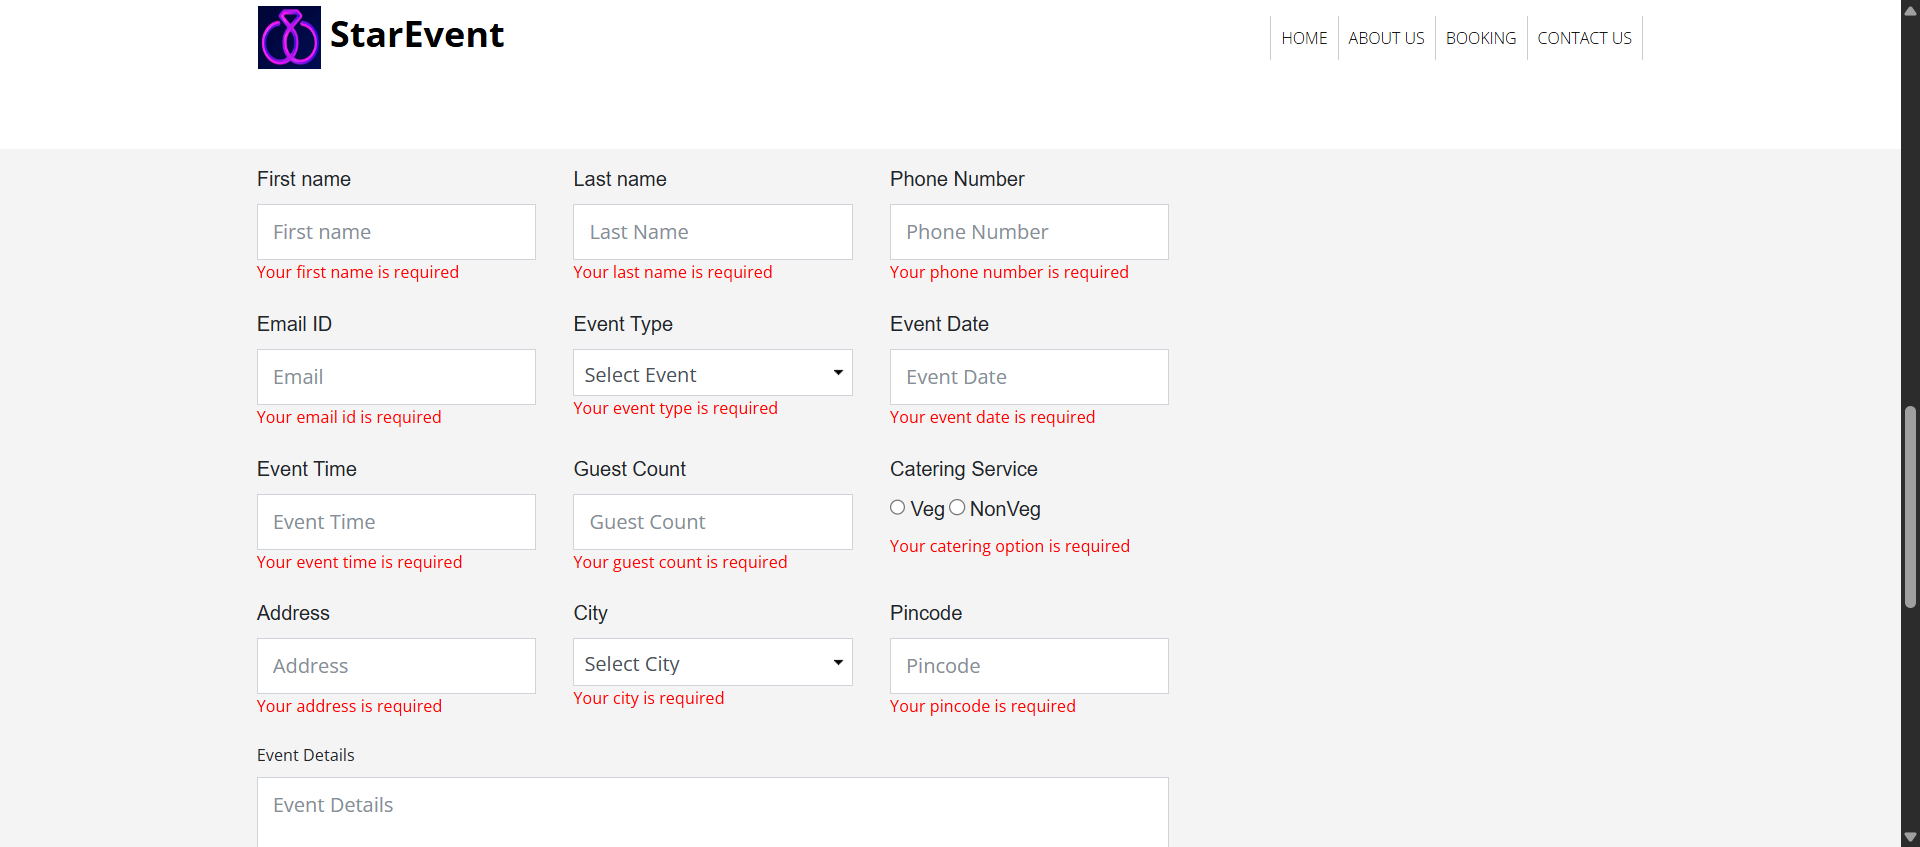 StarEvent
HOME ABOUT US BOOKING CONTACT US
First name Last name Phone Number
First name Last Name Phone Number
Your first name is required Your last name is required Your phone number is required
Email ID Event Type Event Date
Email Select Event Event Date
Your email id is required Your event type is required Your event date is required
Event Time Guest Count Catering Service
Event Time Guest Count Veg NonVeg
Your event time is required Your guest count is required Your catering option is required
Address City Pincode
Address Select City Pincode
Your address is required Your city is required Your pincode is required
Event Details
Event Details